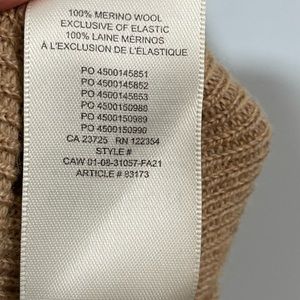 100% MERINO WOOL
EXCLUSIVE OF ELASTIC
100% LAINE MÉRINOS
À L'EXCLUSION DE L'ÉLASTIQUE
PO 4500145851
PO 4500145852
PO 4500145853
PO 4500150988
PO 4500150989
PO 4500150990
CA 23725 RN 122354
STYLE #
CAW 01-08-31057-FA21
ARTICLE # 83173